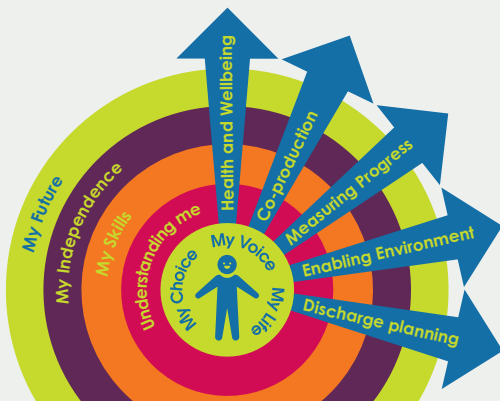 Health and Wellbeing
Co-production
Measuring Progress
Enabling Environment
Discharge planning
My Future
My Independence
My Skills
Understanding me
My Choice
My Voice
My Life